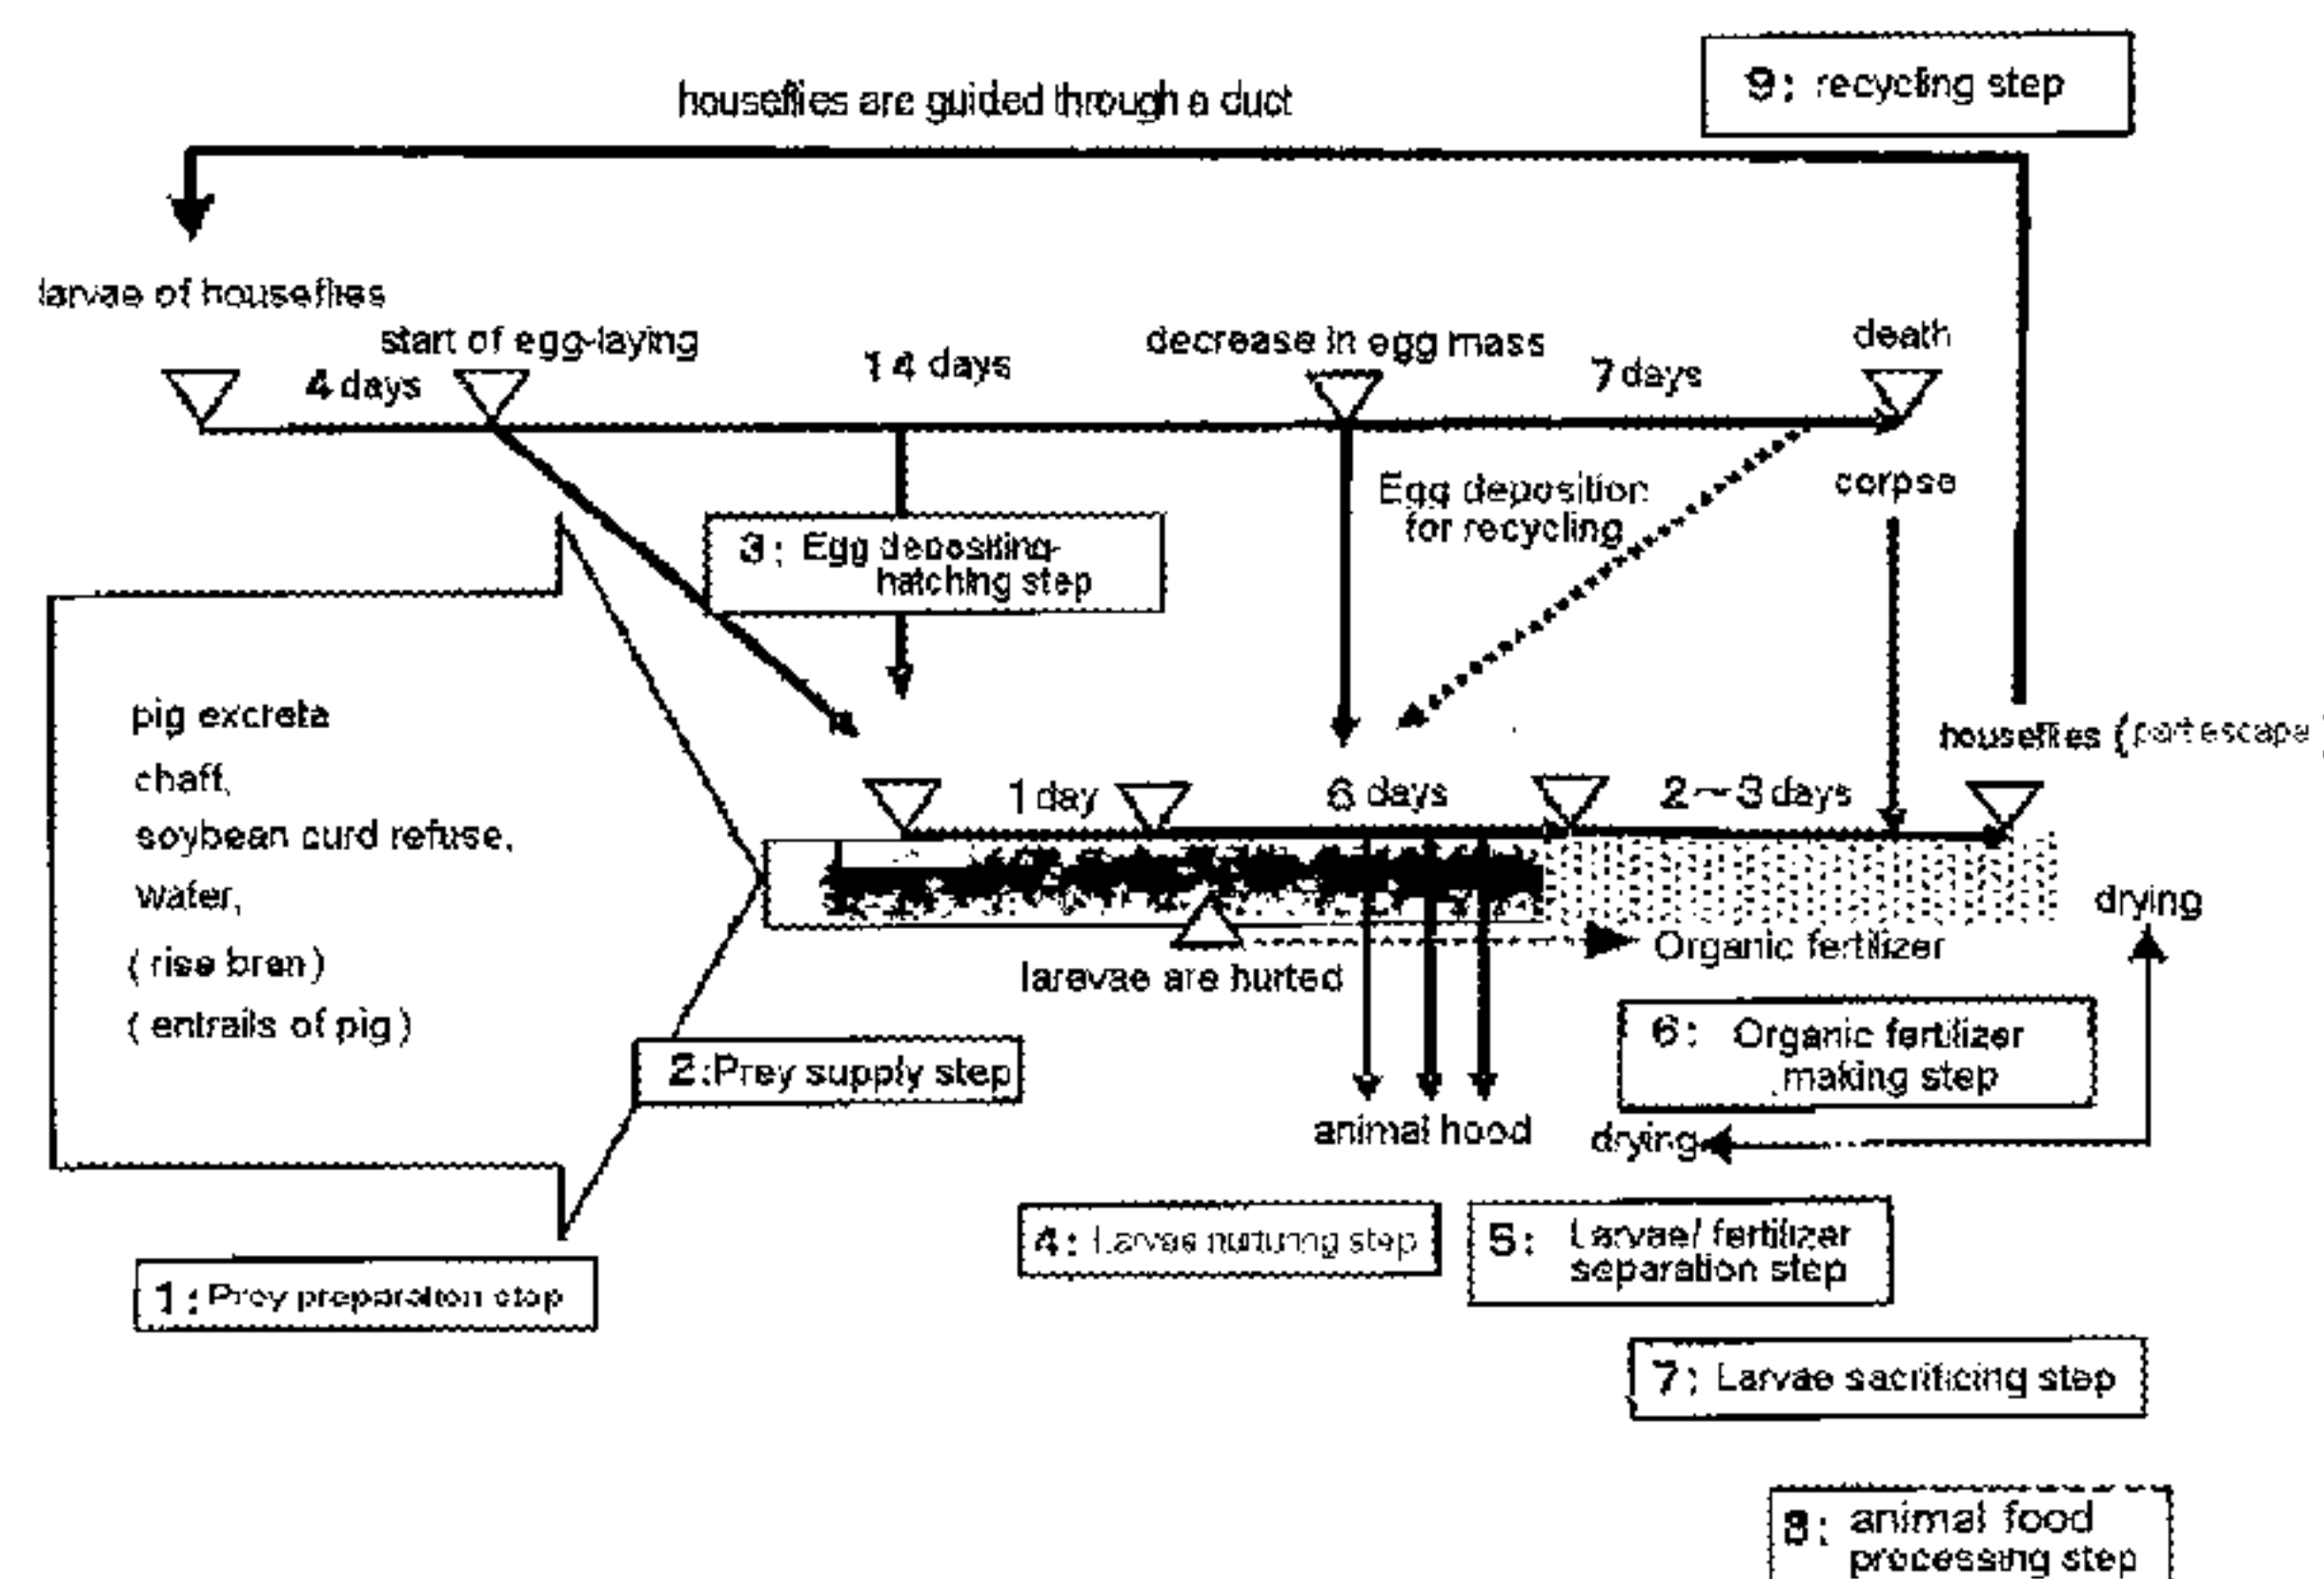 9: recycling step
houseflies are guided through a duct
larvae of houseflies
start of egg-laying
decrease in egg mass
death
4 days
14 days
7 days
Egg deposition
for recycling
corpse
3: Egg depositing-
hatching step
pig excreta
chaff,
soybean curd refuse,
water,
(rise bran)
(entrails of pig)
houseflies (part escape)
1 day
6 days
2~3 days
drying
Organic fertilizer
larevae are hurted
2:Prey supply step
6: Organic fertilizer
making step
animal hood
drying
4: Larvae nurturing step
5: Larvae/ fertilizer
separation step
1: Prey preparation step
7: Larvae sacrificing step
8: animal food
processing step